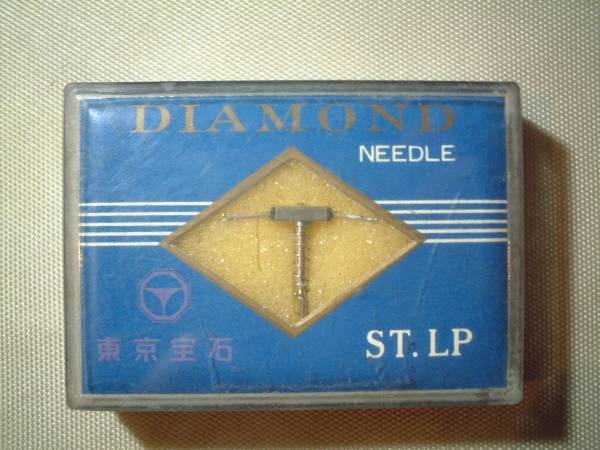 DIAMOND
NEEDLE
東京宝石
ST. LP